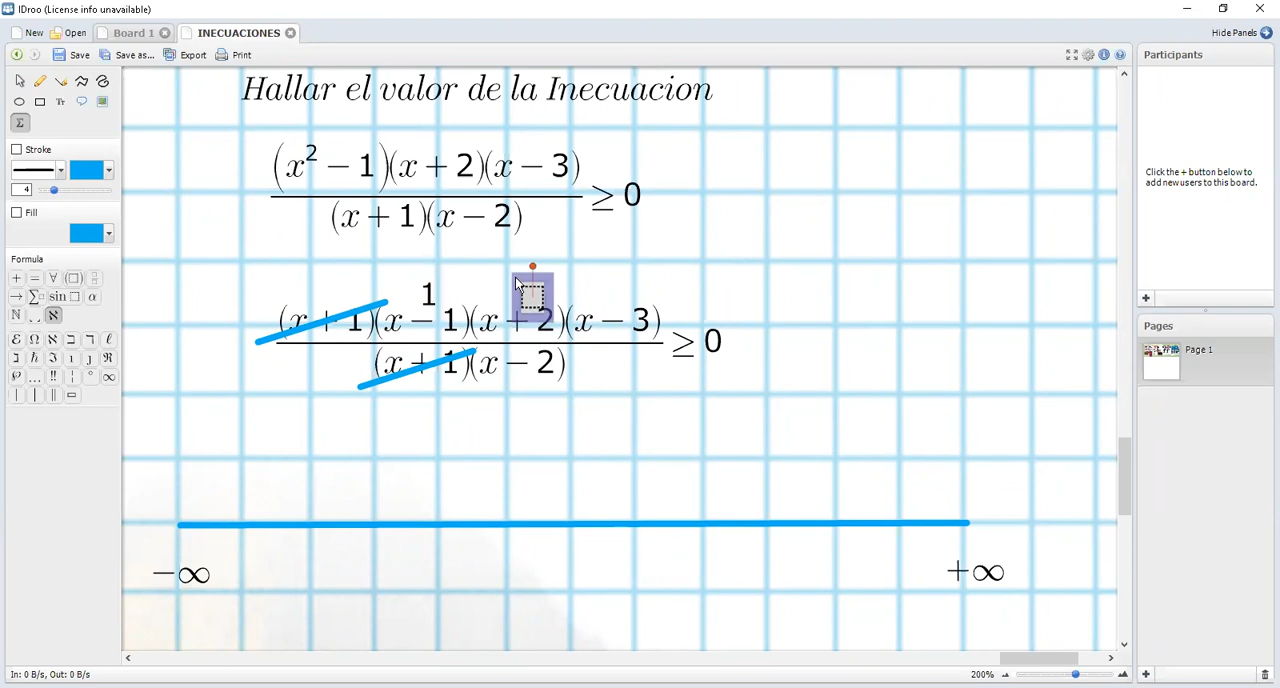 IDroo (License info unavailable)
New Open Board 1 INECUACIONES Hide Panels
Save Save as... Export Print
Participants
Click the + button below to
add new users to this board.
Pages
Page 1
Stroke
4
Fill
Formula
Hallar el valor de la Inecuacion
(x² − 1)(x + 2)(x − 3)
≥ 0
(x + 1)(x − 2)
1
(x + 1)(x − 1)(x + 2)(x − 3)
≥ 0
(x + 1)(x − 2)
−∞ +∞
In: 0 B/s, Out: 0 B/s 200%